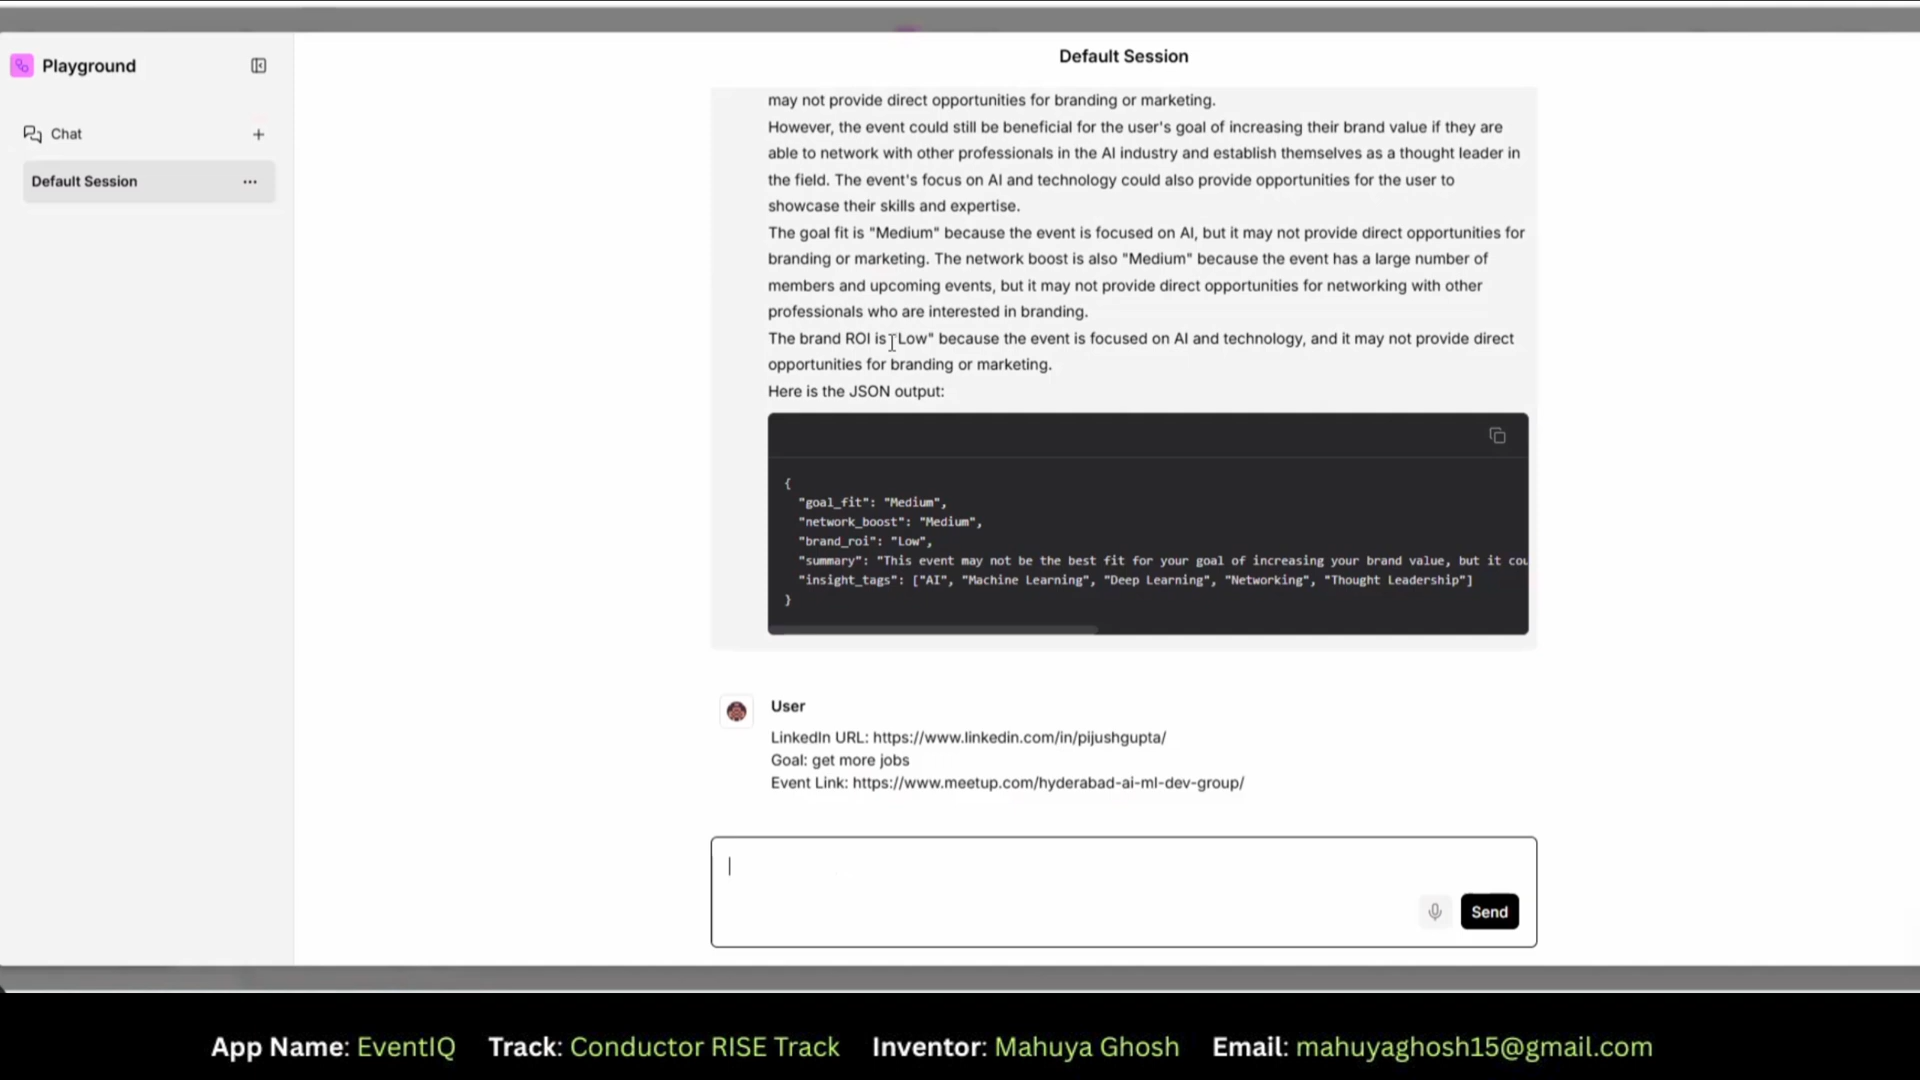 Playground
Chat
Default Session
Default Session
may not provide direct opportunities for branding or marketing.
However, the event could still be beneficial for the user's goal of increasing their brand value if they are
able to network with other professionals in the AI industry and establish themselves as a thought leader in
the field. The event's focus on AI and technology could also provide opportunities for the user to
showcase their skills and expertise.
The goal fit is "Medium" because the event is focused on AI, but it may not provide direct opportunities for
branding or marketing. The network boost is also "Medium" because the event has a large number of
members and upcoming events, but it may not provide direct opportunities for networking with other
professionals who are interested in branding.
The brand ROI is "Low" because the event is focused on AI and technology, and it may not provide direct
opportunities for branding or marketing.
Here is the JSON output:
{
"goal_fit": "Medium",
"network_boost": "Medium",
"brand_roi": "Low",
"summary": "This event may not be the best fit for your goal of increasing your brand value, but it cou
"insight_tags": ["AI", "Machine Learning", "Deep Learning", "Networking", "Thought Leadership"]
}
User
LinkedIn URL: https://www.linkedin.com/in/pijushgupta/
Goal: get more jobs
Event Link: https://www.meetup.com/hyderabad-ai-ml-dev-group/
Send
App Name: EventIQ Track: Conductor RISE Track Inventor: Mahuya Ghosh Email: mahuyaghosh15@gmail.com